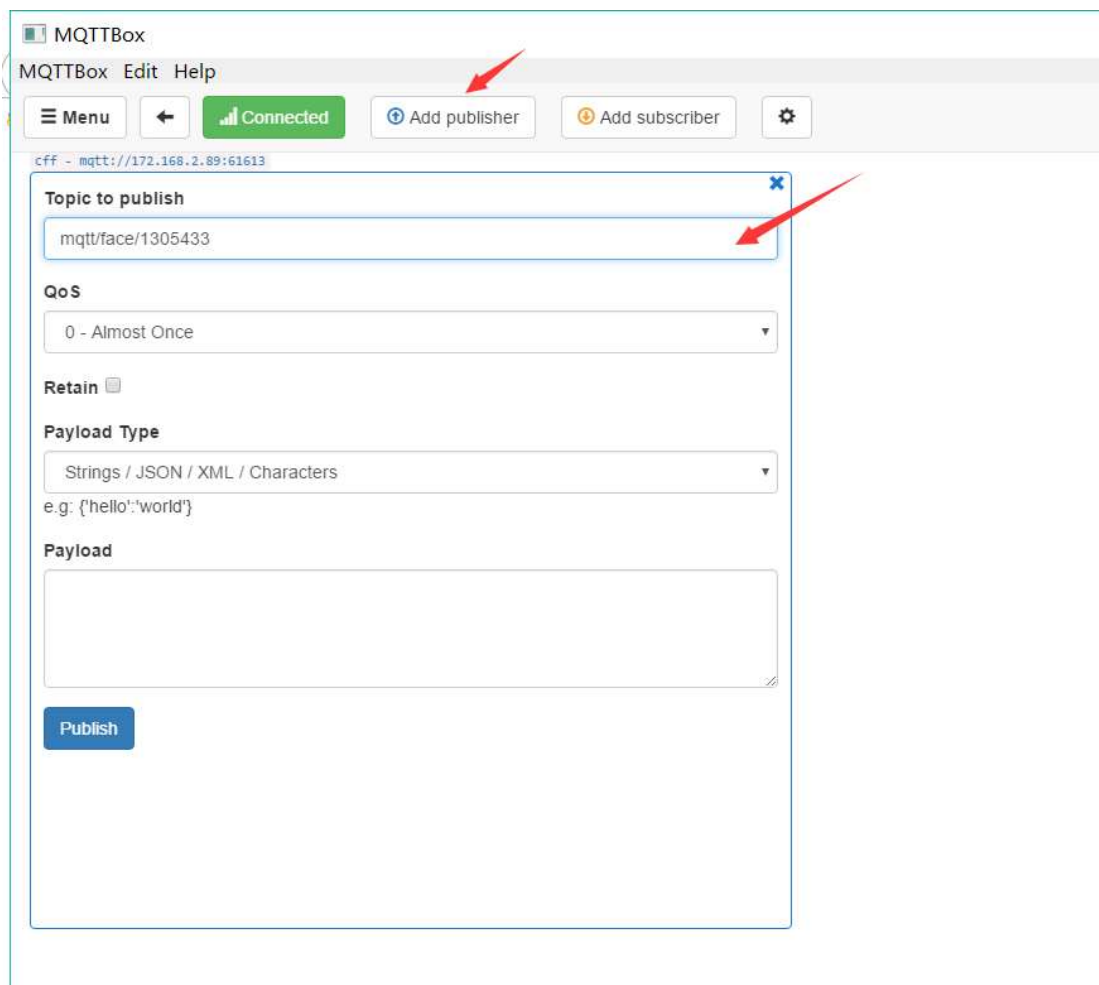 MQTTBox
MQTTBox Edit Help
Menu Connected Add publisher Add subscriber
cff - mqtt://172.168.2.89:61613
Topic to publish
mqtt/face/1305433
QoS
0 - Almost Once
Retain
Payload Type
Strings / JSON / XML / Characters
e.g: {'hello':'world'}
Payload
Publish